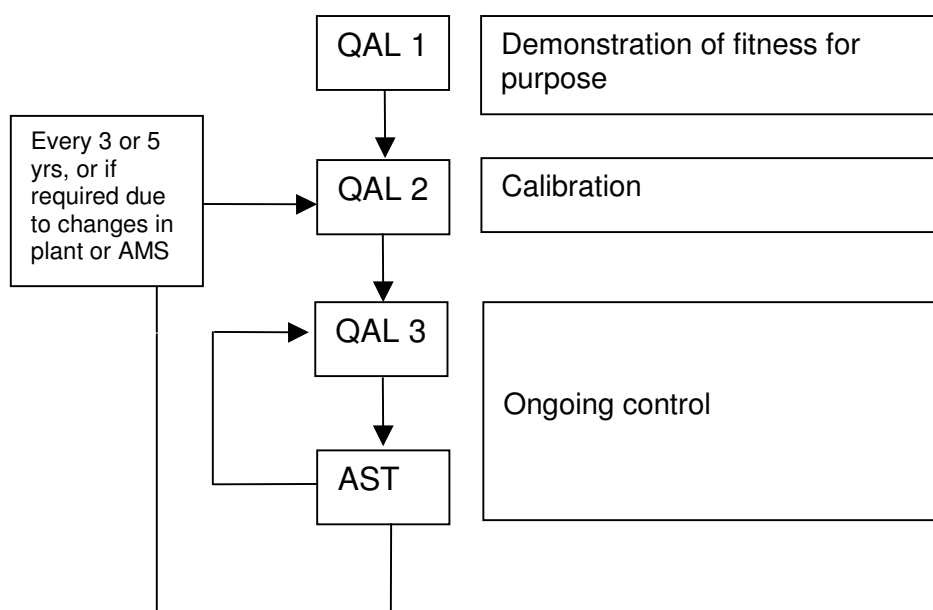 QAL 1
Demonstration of fitness for
purpose
Every 3 or 5
yrs, or if
required due
to changes in
plant or AMS
QAL 2
Calibration
QAL 3
Ongoing control
AST